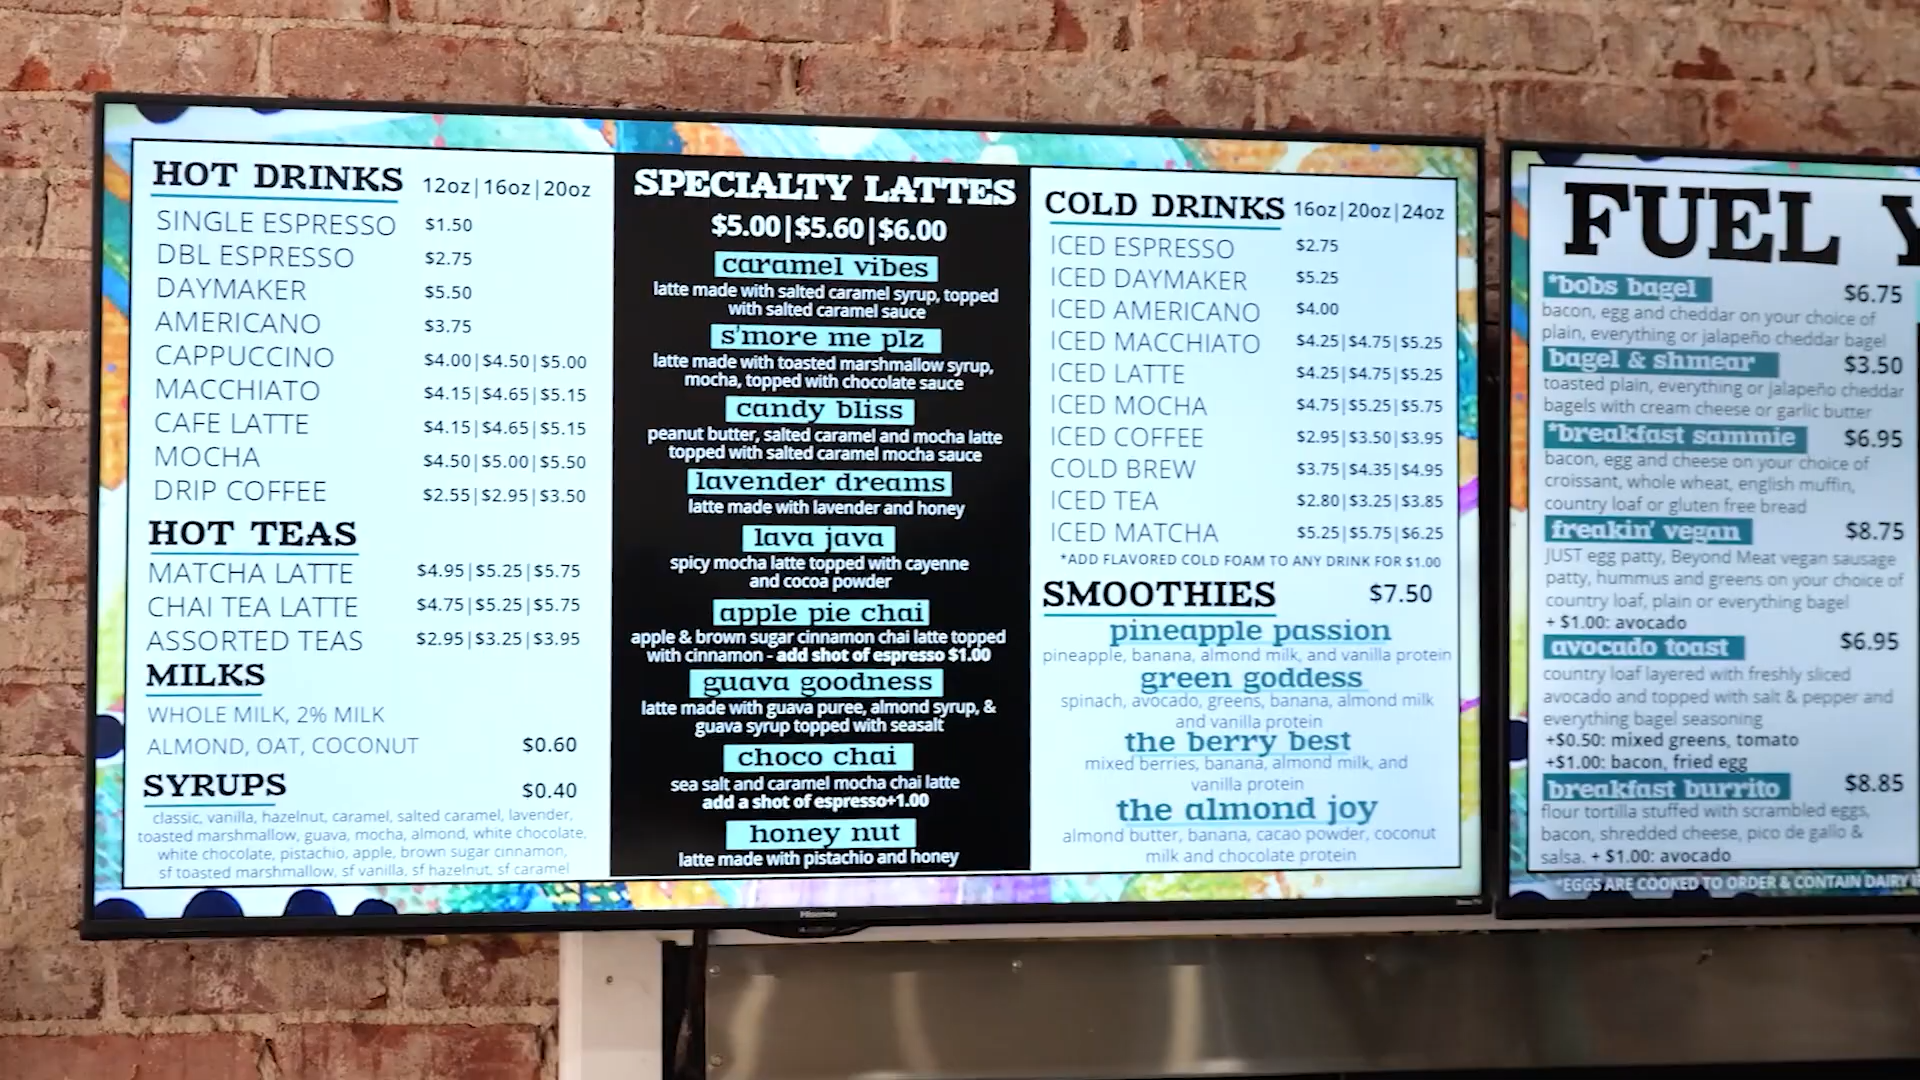 HOT DRINKS 12oz|16oz|20oz
SINGLE ESPRESSO $1.50
DBL ESPRESSO $2.75
DAYMAKER $5.50
AMERICANO $3.75
CAPPUCCINO $4.00|$4.50|$5.00
MACCHIATO $4.15|$4.65|$5.15
CAFE LATTE $4.15|$4.65|$5.15
MOCHA $4.50|$5.00|$5.50
DRIP COFFEE $2.55|$2.95|$3.50
HOT TEAS
MATCHA LATTE $4.95|$5.25|$5.75
CHAI TEA LATTE $4.75|$5.25|$5.75
ASSORTED TEAS $2.95|$3.25|$3.95
MILKS
WHOLE MILK, 2% MILK
ALMOND, OAT, COCONUT $0.60
SYRUPS $0.40
classic, vanilla, hazelnut, caramel, salted caramel, lavender,
toasted marshmallow, guava, mocha, almond, white chocolate,
white chocolate, pistachio, apple, brown sugar cinnamon,
sf toasted marshmallow, sf vanilla, sf hazelnut, sf caramel
SPECIALTY LATTES
$5.00|$5.60|$6.00
caramel vibes
latte made with salted caramel syrup, topped
with salted caramel sauce
s'more me plz
latte made with toasted marshmallow syrup,
mocha, topped with chocolate sauce
candy bliss
peanut butter, salted caramel and mocha latte
topped with salted caramel mocha sauce
lavender dreams
latte made with lavender and honey
lava java
spicy mocha latte topped with cayenne
and cocoa powder
apple pie chai
apple & brown sugar cinnamon chai latte topped
with cinnamon - add shot of espresso $1.00
guava goodness
latte made with guava puree, almond syrup, &
guava syrup topped with seasalt
choco chai
sea salt and caramel mocha chai latte
add a shot of espresso+1.00
honey nut
latte made with pistachio and honey
COLD DRINKS 16oz|20oz|24oz
ICED ESPRESSO $2.75
ICED DAYMAKER $5.25
ICED AMERICANO $4.00
ICED MACCHIATO $4.25|$4.75|$5.25
ICED LATTE $4.25|$4.75|$5.25
ICED MOCHA $4.75|$5.25|$5.75
ICED COFFEE $2.95|$3.50|$3.95
COLD BREW $3.75|$4.35|$4.95
ICED TEA $2.80|$3.25|$3.85
ICED MATCHA $5.25|$5.75|$6.25
*ADD FLAVORED COLD FOAM TO ANY DRINK FOR $1.00
SMOOTHIES $7.50
pineapple passion
pineapple, banana, almond milk, and vanilla protein
green goddess
spinach, avocado, greens, banana, almond milk
and vanilla protein
the berry best
mixed berries, banana, almond milk, and
vanilla protein
the almond joy
almond butter, banana, cacao powder, coconut
milk and chocolate protein
Hisense
FUEL Y
*bobs bagel $6.75
bacon, egg and cheddar on your choice of
plain, everything or jalapeño cheddar bagel
bagel & shmear $3.50
toasted plain, everything or jalapeño cheddar
bagels with cream cheese or garlic butter
*breakfast sammie $6.95
bacon, egg and cheese on your choice of
croissant, whole wheat, english muffin,
country loaf or gluten free bread
freakin' vegan $8.75
JUST egg patty, Beyond Meat vegan sausage
patty, hummus and greens on your choice of
country loaf, plain or everything bagel
+ $1.00: avocado
avocado toast $6.95
country loaf layered with freshly sliced
avocado and topped with salt & pepper and
everything bagel seasoning
+$0.50: mixed greens, tomato
+$1.00: bacon, fried egg
breakfast burrito $8.85
flour tortilla stuffed with scrambled eggs,
bacon, shredded cheese, pico de gallo &
salsa. + $1.00: avocado
*EGGS ARE COOKED TO ORDER & CONTAIN DAIRY